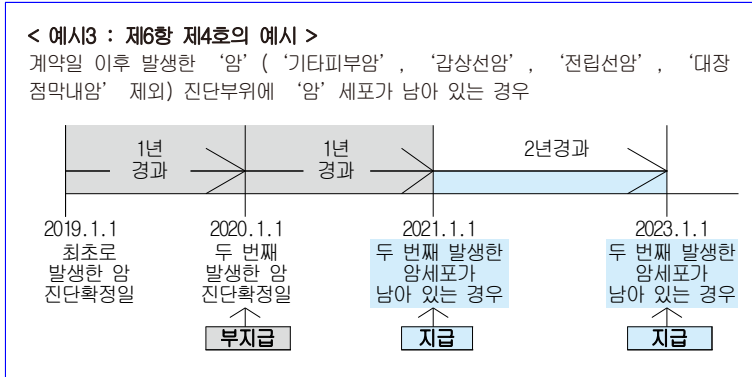 < 예시3 : 제6항 제4호의 예시 >
계약일 이후 발생한 ‘암’ ( ‘기타피부암’ , ‘갑상선암’ , ‘전립선암’ , ‘대장
점막내암’ 제외) 진단부위에 ‘암’ 세포가 남아 있는 경우
1년
경과
1년
경과
2년경과
2019.1.1
최초로
발생한 암
진단확정일
2020.1.1
두 번째
발생한 암
진단확정일
2021.1.1
두 번째 발생한
암세포가
남아 있는 경우
2023.1.1
두 번째 발생한
암세포가
남아 있는 경우
부지급
지급
지급